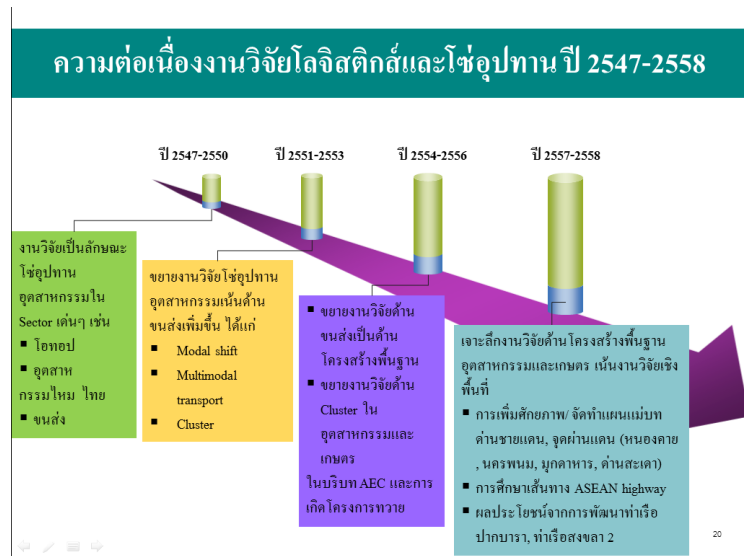 ความต่อเนื่องงานวิจัยโลจิสติกส์และโซ่อุปทาน ปี 2547-2558
ปี 2547-2550
ปี 2551-2553
ปี 2554-2556
ปี 2557-2558
งานวิจัยเป็นลักษณะ
โซ่อุปทาน
อุตสาหกรรมใน
Sector เด่นๆ เช่น
▪ โอทอป
▪ อุตสาห
กรรมไหม ไทย
▪ ขนส่ง
ขยายงานวิจัยโซ่อุปทาน
อุตสาหกรรมเน้นด้าน
ขนส่งเพิ่มขึ้น ได้แก่
▪ Modal shift
▪ Multimodal
transport
▪ Cluster
▪ ขยายงานวิจัยด้าน
ขนส่งเป็นด้าน
โครงสร้างพื้นฐาน
▪ ขยายงานวิจัยด้าน
Cluster ใน
อุตสาหกรรมและ
เกษตร
ในบริบท AEC และการ
เกิดโครงการทวาย
เจาะลึกงานวิจัยด้านโครงสร้างพื้นฐาน
อุตสาหกรรมและเกษตร เน้นงานวิจัยเชิง
พื้นที่
▪ การเพิ่มศักยภาพ/ จัดทำแผนแม่บท
ด่านชายแดน, จุดผ่านแดน (หนองคาย
, นครพนม, มุกดาหาร, ด่านสะเดา)
▪ การศึกษาเส้นทาง ASEAN highway
▪ ผลประโยชน์จากการพัฒนาท่าเรือ
ปากบารา, ท่าเรือสงขลา 2
20